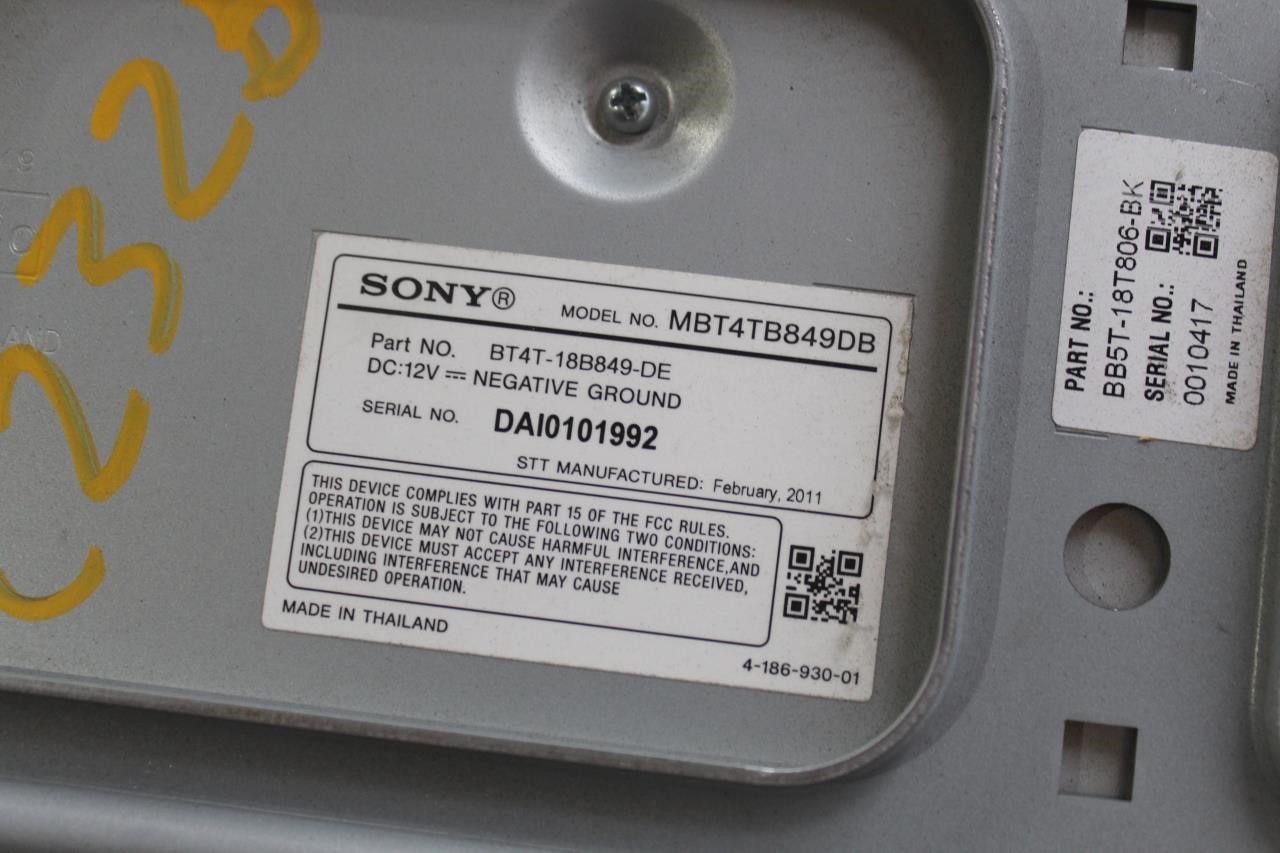 SONY®
MODEL NO. MBT4TB849DB
Part NO. BT4T-18B849-DE
DC:12V ⎓ NEGATIVE GROUND
SERIAL NO. DAI0101992
STT MANUFACTURED: February, 2011
THIS DEVICE COMPLIES WITH PART 15 OF THE FCC RULES.
OPERATION IS SUBJECT TO THE FOLLOWING TWO CONDITIONS:
(1)THIS DEVICE MAY NOT CAUSE HARMFUL INTERFERENCE,AND
(2)THIS DEVICE MUST ACCEPT ANY INTERFERENCE RECEIVED,
INCLUDING INTERFERENCE THAT MAY CAUSE
UNDESIRED OPERATION.
MADE IN THAILAND
4-186-930-01
PART NO.:
BB5T-18T806-BK
SERIAL NO.:
0010417
MADE IN THAILAND